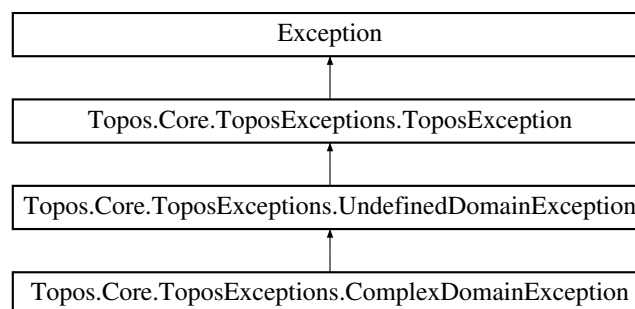 Exception
Topos.Core.ToposExceptions.ToposException
Topos.Core.ToposExceptions.UndefinedDomainException
Topos.Core.ToposExceptions.ComplexDomainException